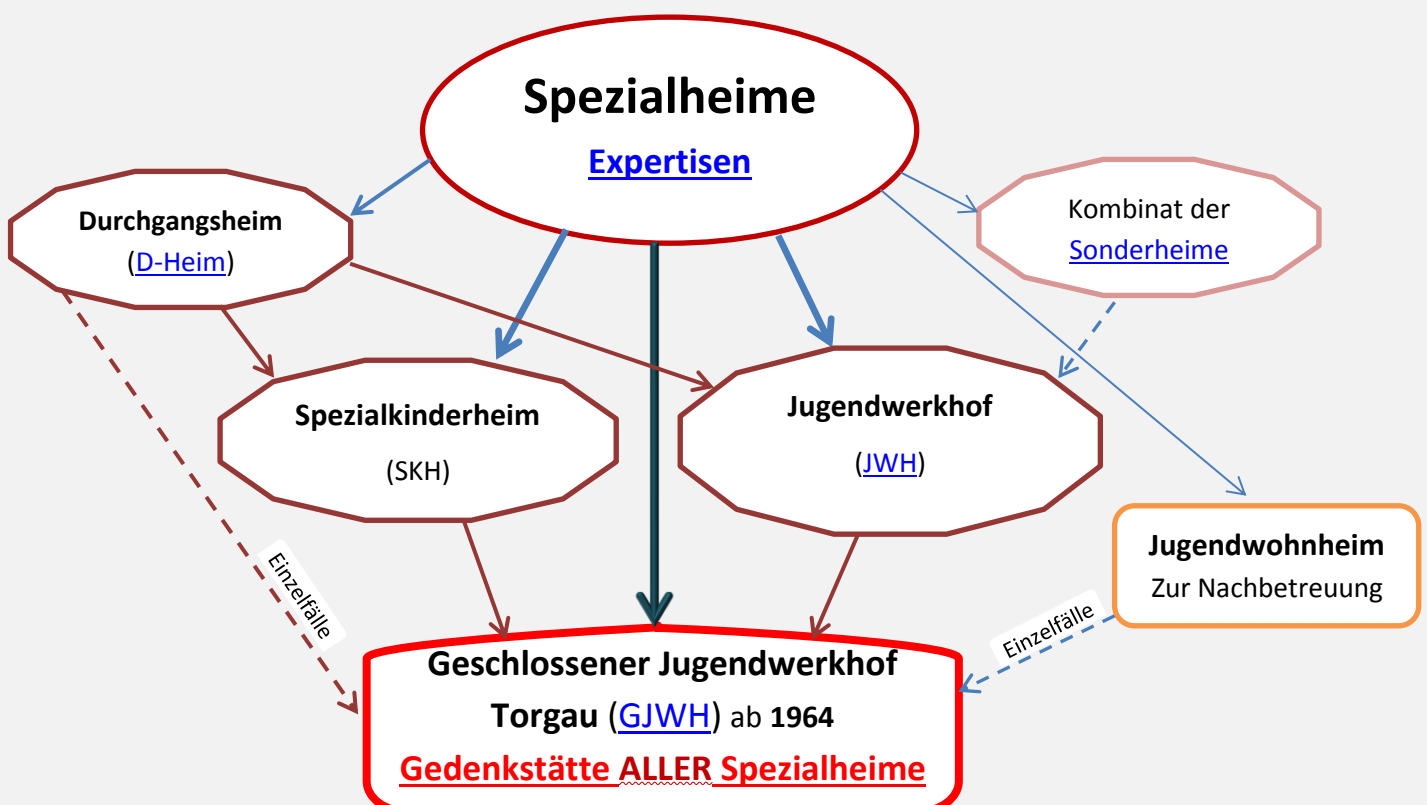 Spezialheime
Expertisen
Durchgangsheim
(D-Heim)
Kombinat der
Sonderheime
Spezialkinderheim
(SKH)
Jugendwerkhof
(JWH)
Jugendwohnheim
Zur Nachbetreuung
Einzelfälle
Einzelfälle
Geschlossener Jugendwerkhof
Torgau (GJWH) ab 1964
Gedenkstätte ALLER Spezialheime